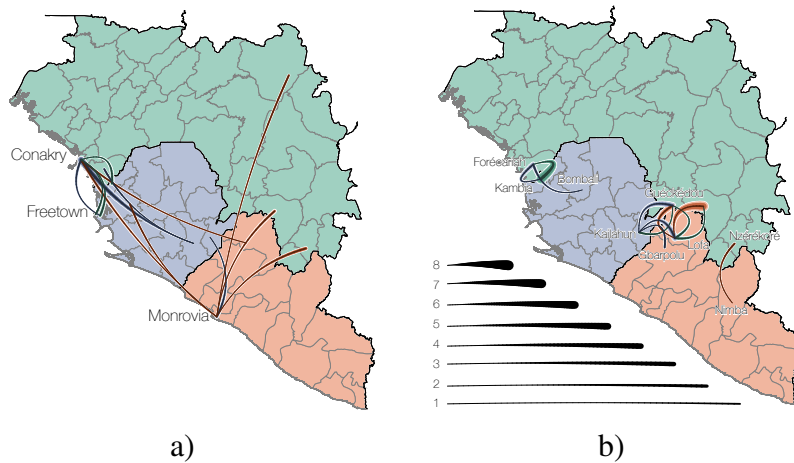 Conakry
Freetown
Monrovia
Forécariah
Bombali
Kambia
Guéckédou
Kailahun
Lofa
Gbarpolu
Nzérékoré
Nimba
8
7
6
5
4
3
2
1
a)
b)